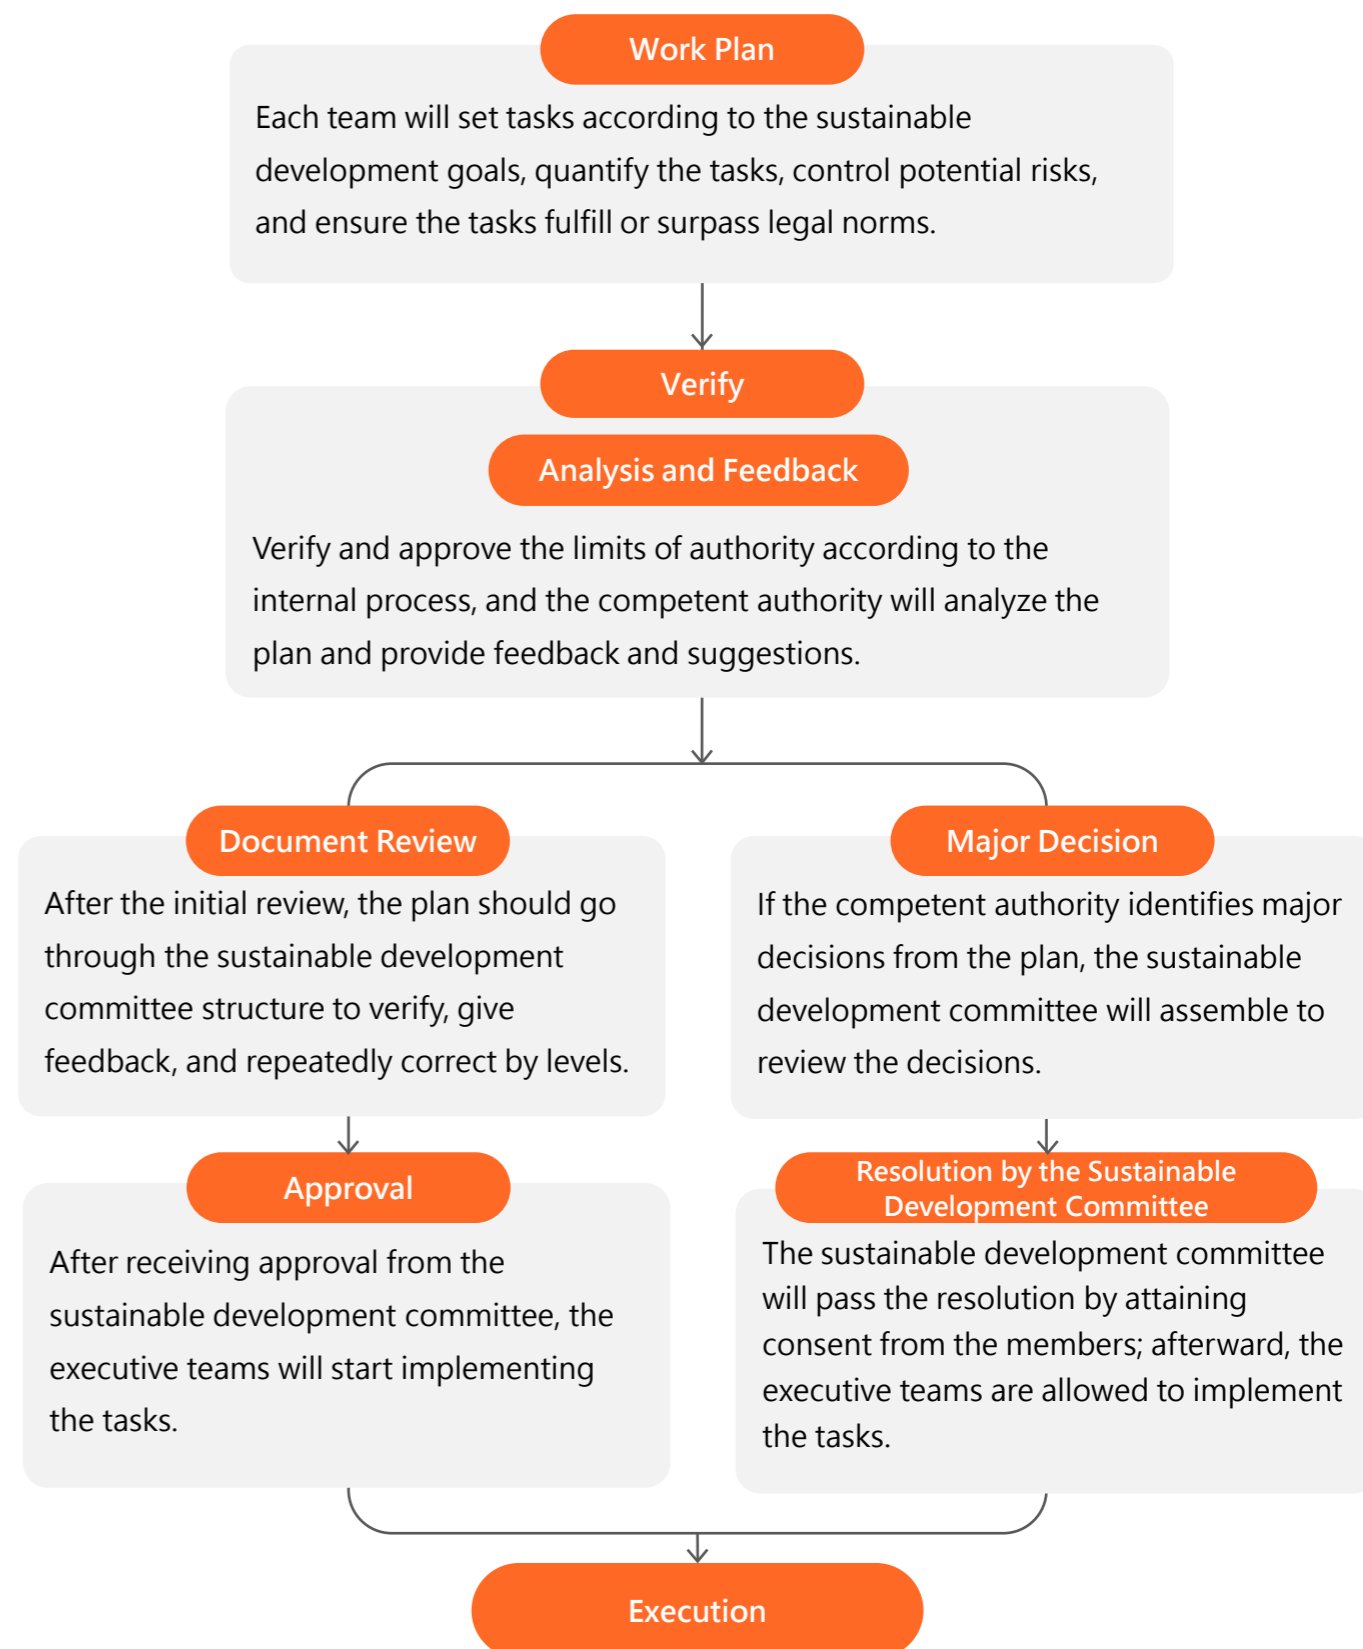 Work Plan
Each team will set tasks according to the sustainable
development goals, quantify the tasks, control potential risks,
and ensure the tasks fulfill or surpass legal norms.
Verify
Analysis and Feedback
Verify and approve the limits of authority according to the
internal process, and the competent authority will analyze the
plan and provide feedback and suggestions.
Document Review
After the initial review, the plan should go
through the sustainable development
committee structure to verify, give
feedback, and repeatedly correct by levels.
Major Decision
If the competent authority identifies major
decisions from the plan, the sustainable
development committee will assemble to
review the decisions.
Approval
After receiving approval from the
sustainable development committee, the
executive teams will start implementing
the tasks.
Resolution by the Sustainable
Development Committee
The sustainable development committee
will pass the resolution by attaining
consent from the members; afterward, the
executive teams are allowed to implement
the tasks.
Execution